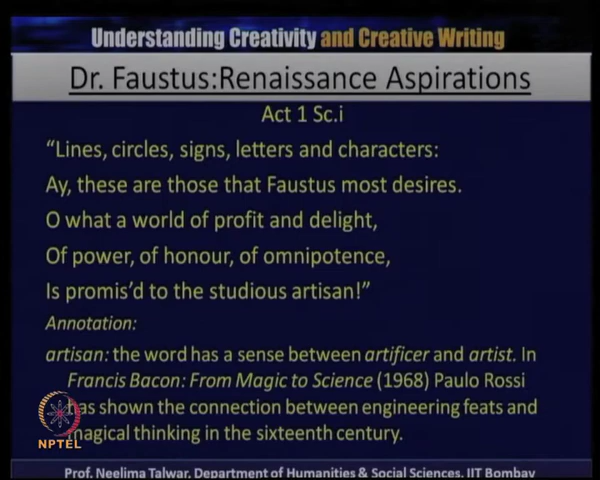 Understanding Creativity and Creative Writing
Dr. Faustus:Renaissance Aspirations
Act 1 Sc.i
“Lines, circles, signs, letters and characters:
Ay, these are those that Faustus most desires.
O what a world of profit and delight,
Of power, of honour, of omnipotence,
Is promis’d to the studious artisan!”
Annotation:
artisan: the word has a sense between artificer and artist. In
Francis Bacon: From Magic to Science (1968) Paulo Rossi
has shown the connection between engineering feats and
magical thinking in the sixteenth century.
NPTEL
Prof. Neelima Talwar, Department of Humanities & Social Sciences, IIT Bombay